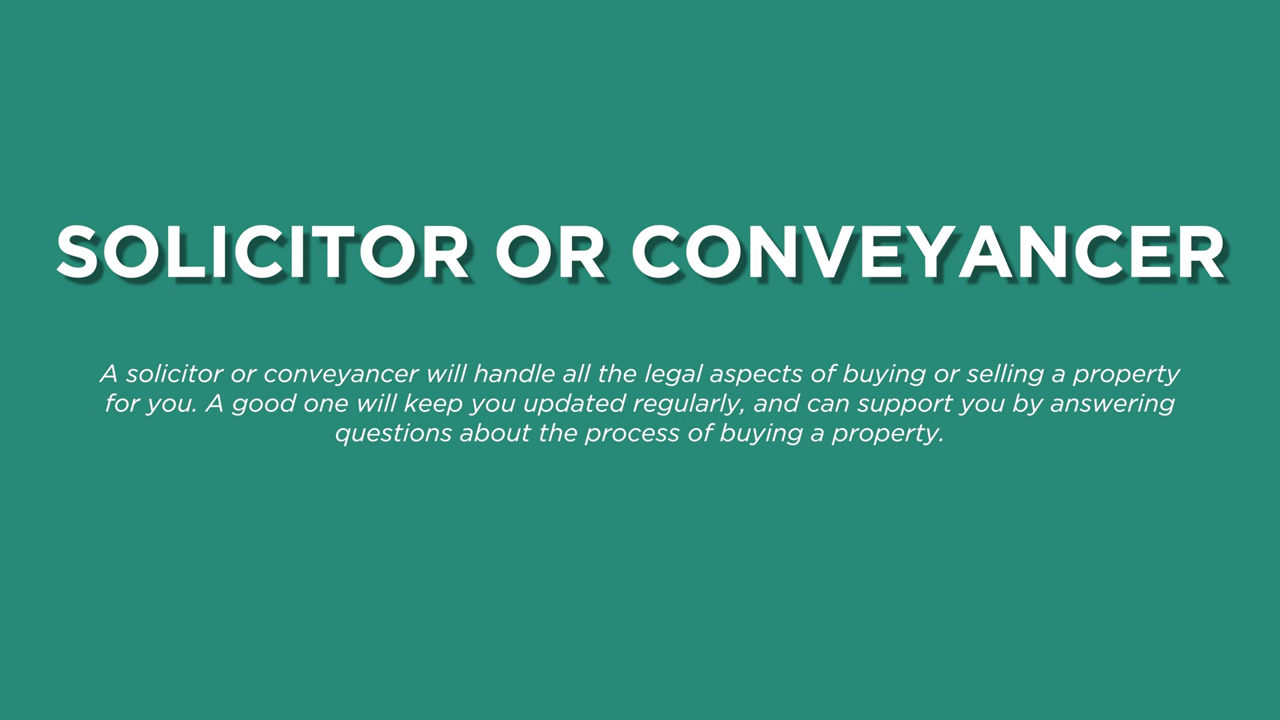 SOLICITOR OR CONVEYANCER
A solicitor or conveyancer will handle all the legal aspects of buying or selling a property
for you. A good one will keep you updated regularly, and can support you by answering
questions about the process of buying a property.